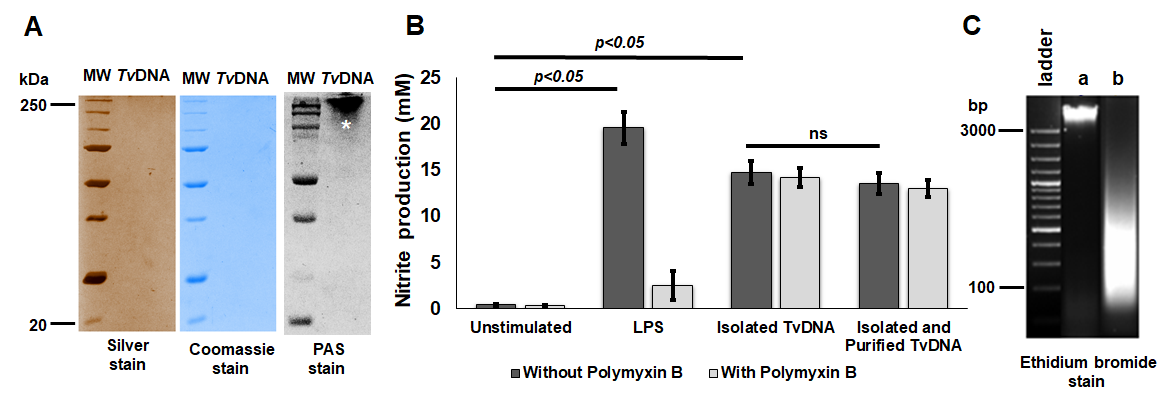 A
kDa
MW TvDNA
MW TvDNA
MW TvDNA
250
*
20
Silver
stain
Coomassie
stain
PAS
stain
B
p<0.05
p<0.05
ns
Nitrite production (mM)
25
20
15
10
5
0
Unstimulated
LPS
Isolated TvDNA
Isolated and
Purified TvDNA
Without Polymyxin B
With Polymyxin B
C
ladder
a
b
bp
3000
100
Ethidium bromide
stain